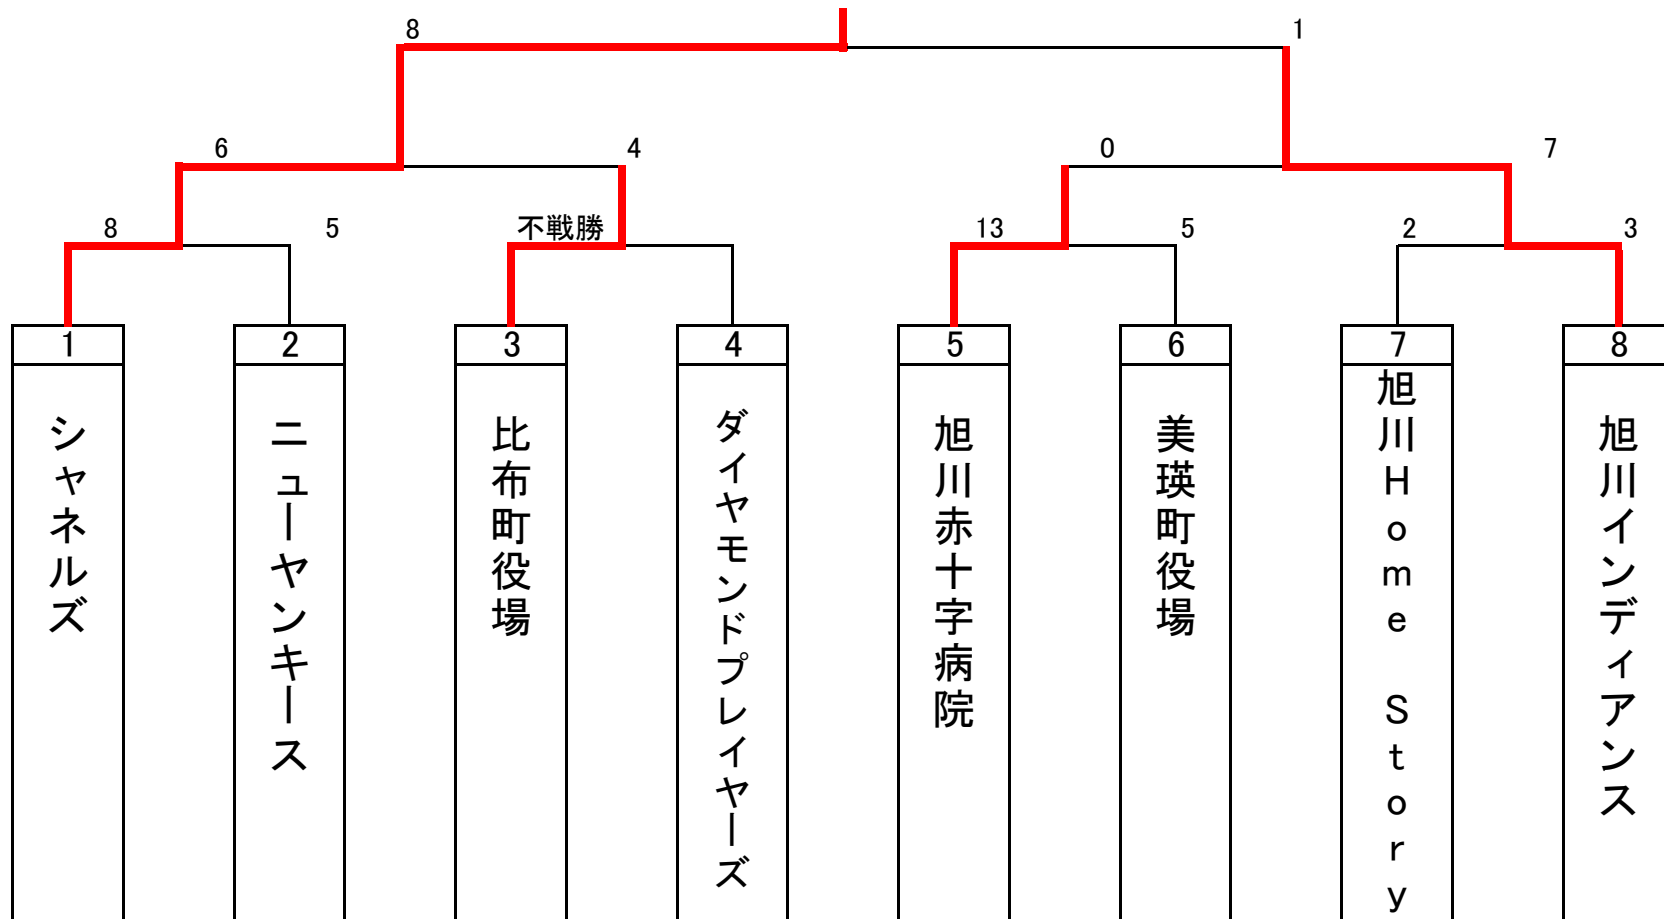 8 1
6 4 0 7
8 5 不戦勝 13 5 2 3
1 2 3 4 5 6 7 8
シャネルズ
ニューヤンキース
比布町役場
ダイヤモンドプレイヤーズ
旭川赤十字病院
美瑛町役場
旭川Home Story
旭川インディアンス